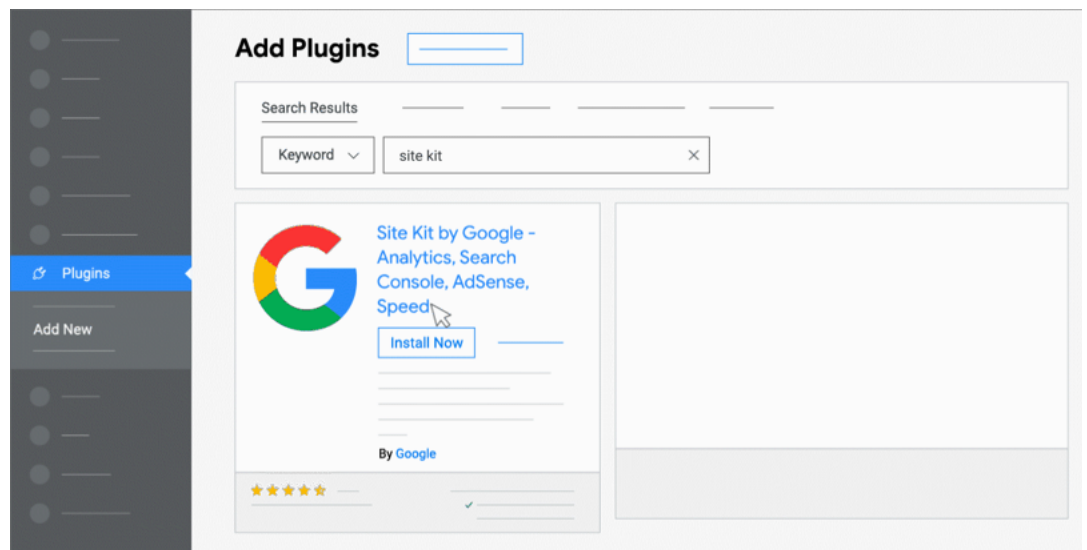 Add Plugins
Search Results
Keyword
site kit
Plugins
Add New
Site Kit by Google -
Analytics, Search
Console, AdSense,
Speed
Install Now
By Google